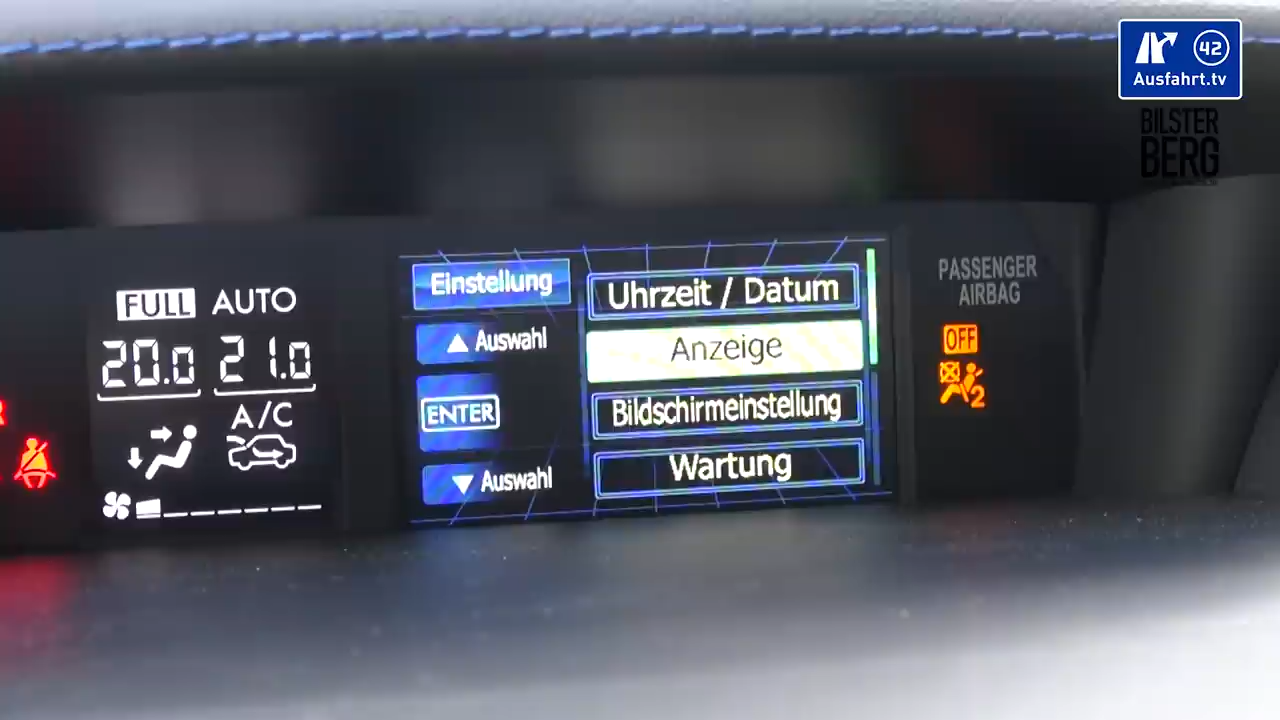 42
Ausfahrt.tv
BILSTER
BERG
FULL AUTO
20.0 21.0
A/C
Einstellung
Auswahl
ENTER
Auswahl
Uhrzeit / Datum
Anzeige
Bildschirmeinstellung
Wartung
PASSENGER
AIRBAG
OFF
2